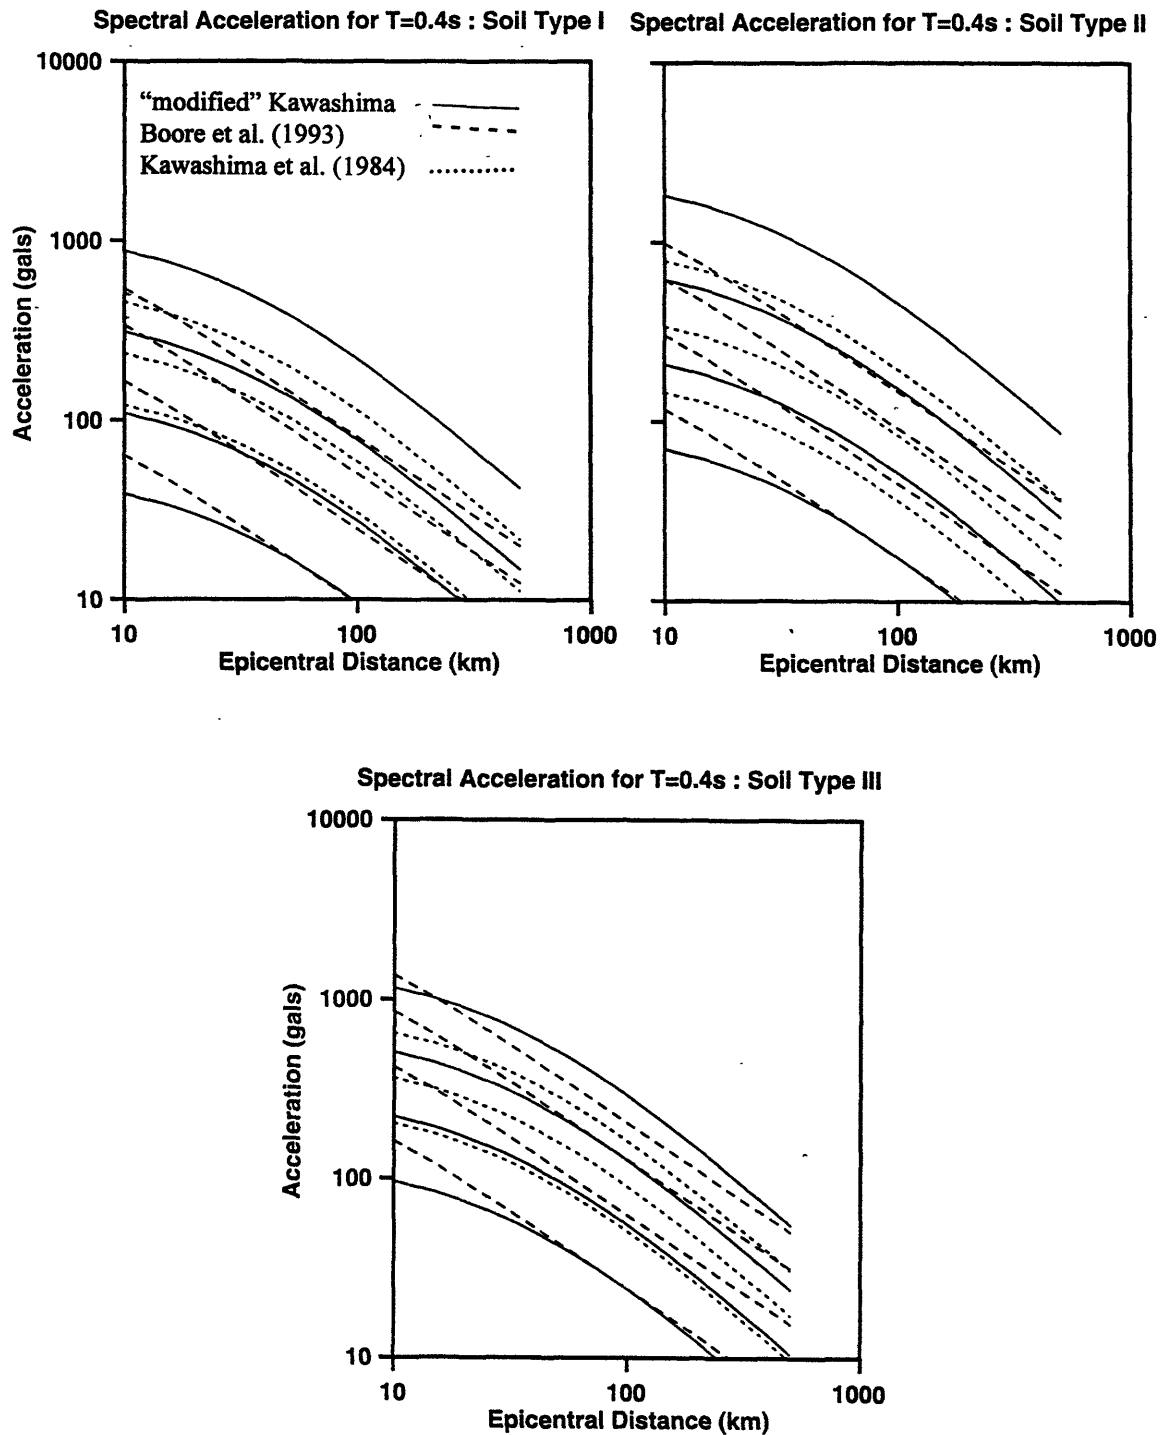 Spectral Acceleration for T=0.4s : Soil Type I
Spectral Acceleration for T=0.4s : Soil Type II
10000
1000
100
10
Acceleration (gals)
"modified" Kawashima
Boore et al. (1993)
Kawashima et al. (1984)
10
100
1000
Epicentral Distance (km)
10
100
1000
Epicentral Distance (km)
Spectral Acceleration for T=0.4s : Soil Type III
10000
1000
100
10
Acceleration (gals)
10
100
1000
Epicentral Distance (km)